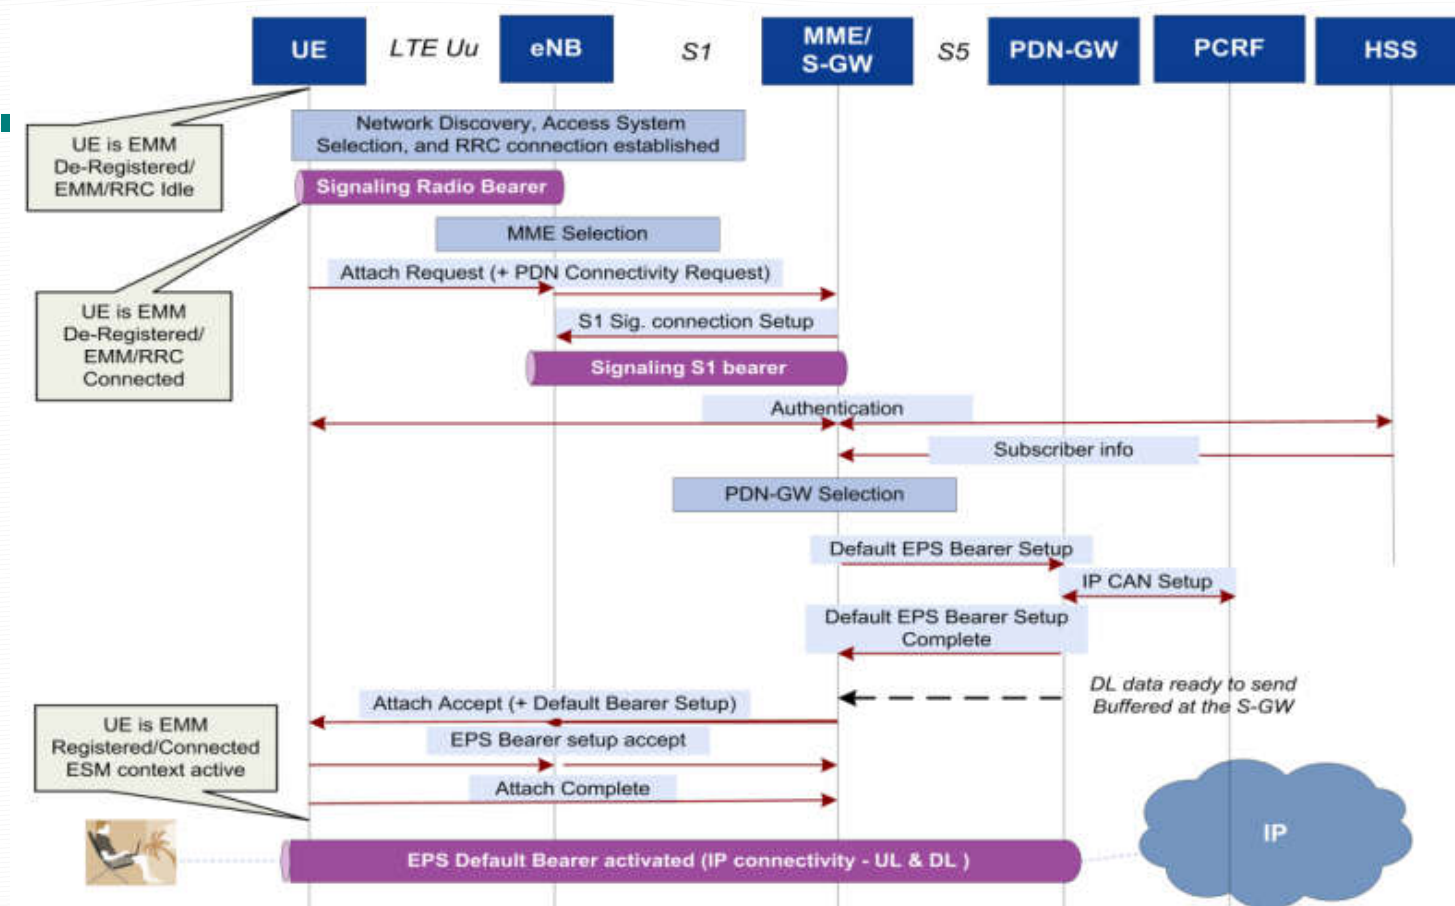 UE
LTE Uu
eNB
S1
MME/
S-GW
S5
PDN-GW
PCRF
HSS
Network Discovery, Access System
Selection, and RRC connection established
UE is EMM
De-Registered/
EMM/RRC Idle
Signaling Radio Bearer
MME Selection
Attach Request (+ PDN Connectivity Request)
UE is EMM
De-Registered/
EMM/RRC
Connected
S1 Sig. connection Setup
Signaling S1 bearer
Authentication
Subscriber info
PDN-GW Selection
Default EPS Bearer Setup
IP CAN Setup
Default EPS Bearer Setup
Complete
DL data ready to send
Buffered at the S-GW
Attach Accept (+ Default Bearer Setup)
UE is EMM
Registered/Connected
ESM context active
EPS Bearer setup accept
Attach Complete
IP
EPS Default Bearer activated (IP connectivity - UL & DL )